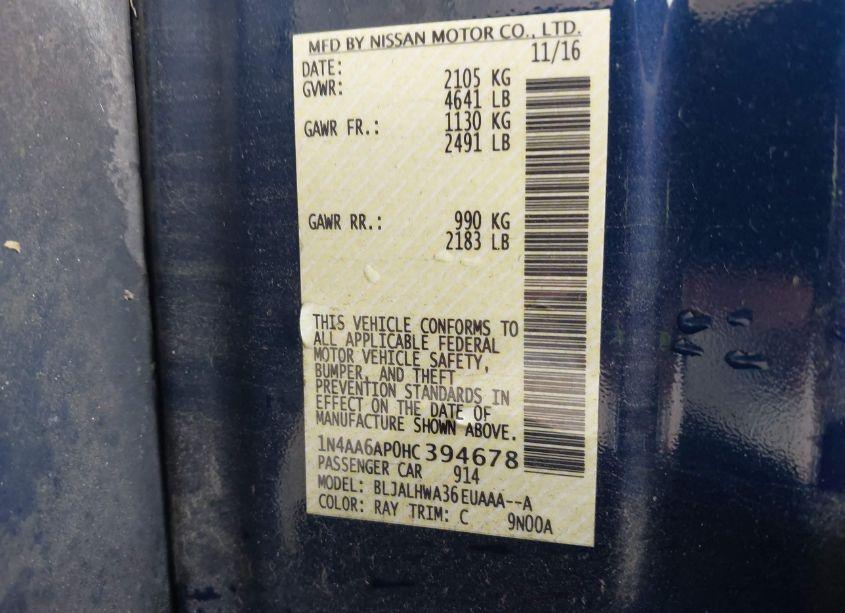 MFD BY NISSAN MOTOR CO., LTD.
DATE: 11/16
GVWR: 2105 KG
4641 LB
GAWR FR.: 1130 KG
2491 LB
GAWR RR.: 990 KG
2183 LB
THIS VEHICLE CONFORMS TO
ALL APPLICABLE FEDERAL
MOTOR VEHICLE SAFETY,
BUMPER, AND THEFT
PREVENTION STANDARDS IN
EFFECT ON THE DATE OF
MANUFACTURE SHOWN ABOVE.
1N4AA6AP0HC394678
PASSENGER CAR 914
MODEL: BLJALHWA36EUAAA--A
COLOR: RAY TRIM: C 9N00A